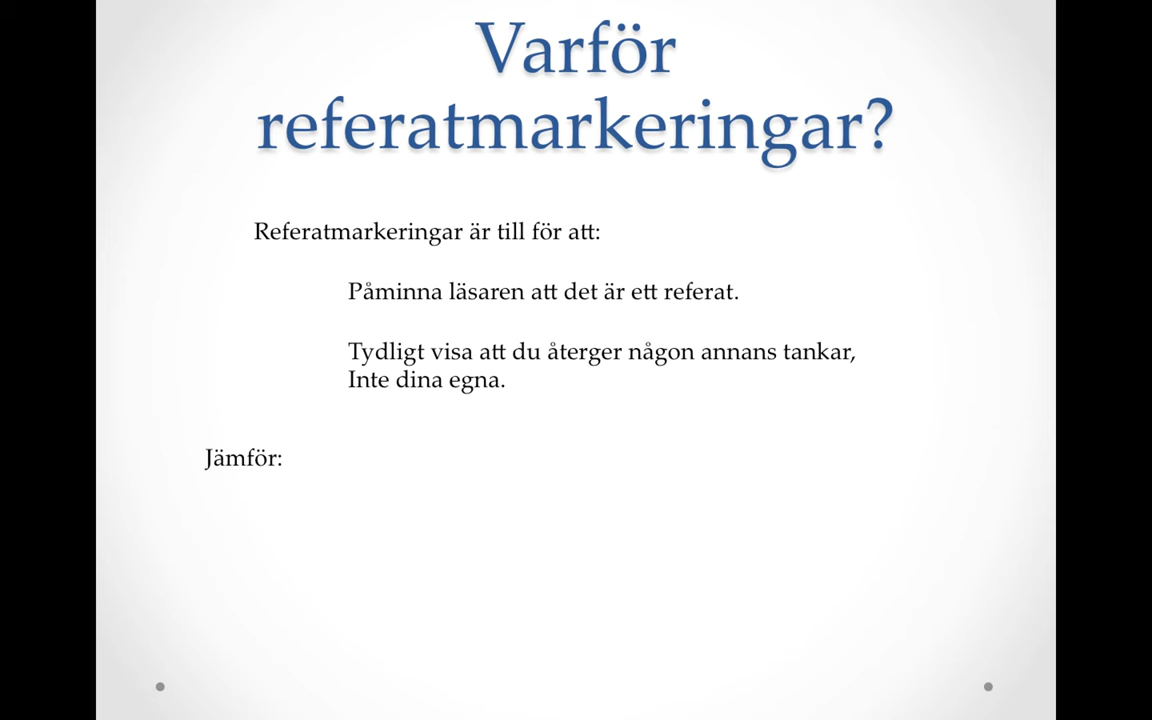 Varför
referatmarkeringar?
Referatmarkeringar är till för att:
Påminna läsaren att det är ett referat.
Tydligt visa att du återger någon annans tankar,
Inte dina egna.
Jämför: